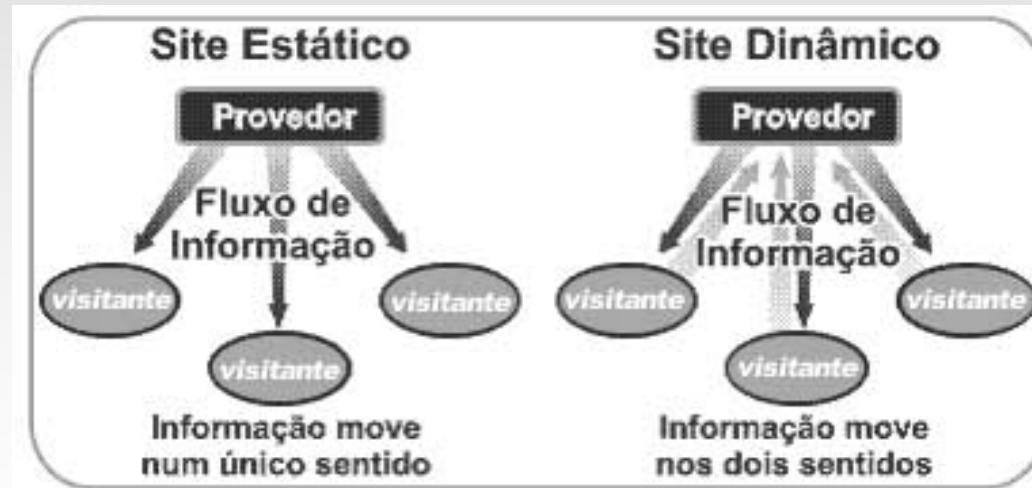 Site Estático
Provedor
Fluxo de
Informação
visitante
visitante
visitante
Informação move
num único sentido
Site Dinâmico
Provedor
Fluxo de
Informação
visitante
visitante
visitante
Informação move
nos dois sentidos